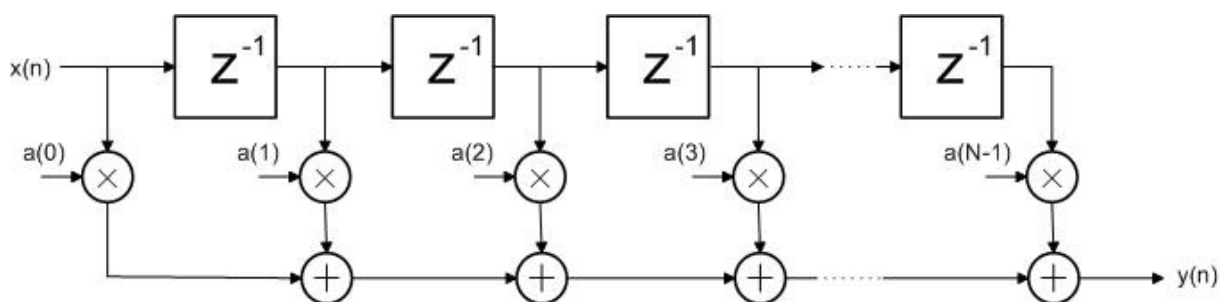 x(n) z⁻¹ z⁻¹ z⁻¹ z⁻¹
a(0) a(1) a(2) a(3) a(N-1)
y(n)